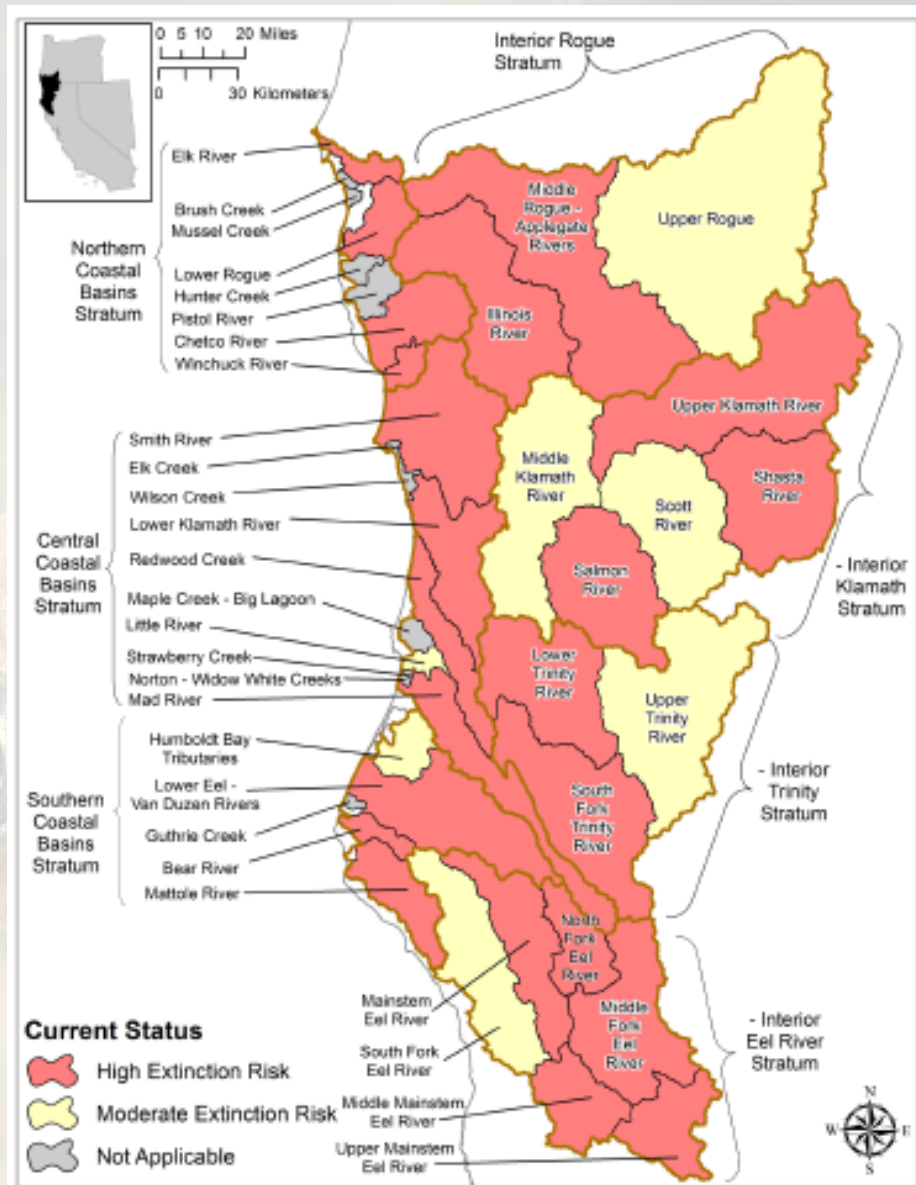 0 5 10 20 Miles
0 30 Kilometers
Interior Rogue
Stratum
Elk River
Brush Creek
Mussel Creek
Northern
Coastal
Basins
Stratum
Lower Rogue
Hunter Creek
Pistol River
Chetco River
Winchuck River
Middle
Rogue -
Applegate
Rivers
Upper Rogue
Illinois
River
Upper Klamath River
Smith River
Elk Creek
Wilson Creek
Lower Klamath River
Central
Coastal
Basins
Stratum
Redwood Creek
Maple Creek - Big Lagoon
Little River
Strawberry Creek
Norton - Widow White Creeks
Mad River
Middle
Klamath
River
Scott
River
Shasta
River
Salmon
River
- Interior
Klamath
Stratum
Lower
Trinity
River
Upper
Trinity
River
Humboldt Bay
Tributaries
Lower Eel -
Van Duzen Rivers
Southern
Coastal
Basins
Stratum
Guthrie Creek
Bear River
Mattole River
South
Fork
Trinity
River
- Interior
Trinity
Stratum
North
Fork
Eel
River
Mainstem
Eel River
Middle
Fork
Eel
River
South Fork
Eel River
- Interior
Eel River
Stratum
Middle Mainstem
Eel River
Upper Mainstem
Eel River
Current Status
High Extinction Risk
Moderate Extinction Risk
Not Applicable
N
W E
S